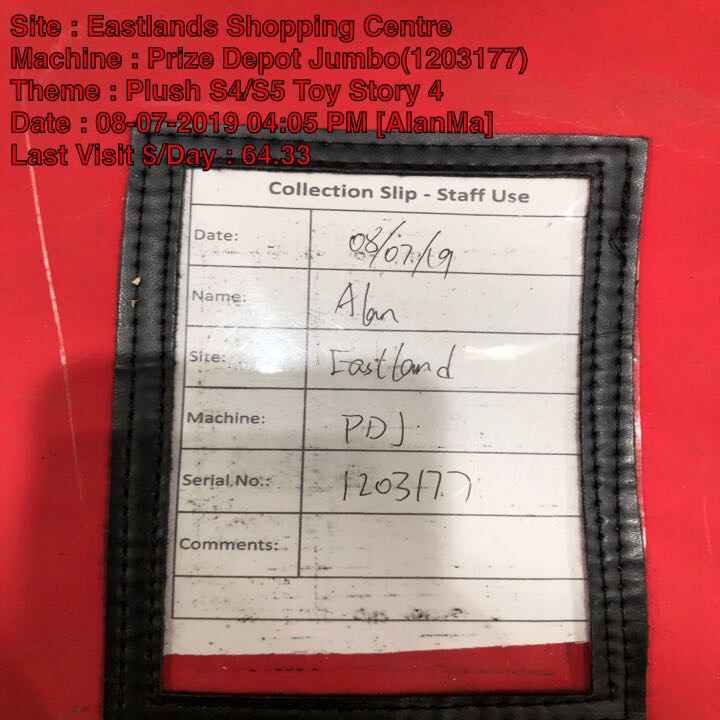 Site : Eastlands Shopping Centre
Machine : Prize Depot Jumbo(1203177)
Theme : Plush S4/S5 Toy Story 4
Date : 08-07-2019 04:05 PM [AlanMa]
Last Visit $/Day : 64.33
Collection Slip - Staff Use
Date: 08/07/19
Name: Alan
Site: Eastland
Machine: PDJ
Serial No.: 1203177
Comments: